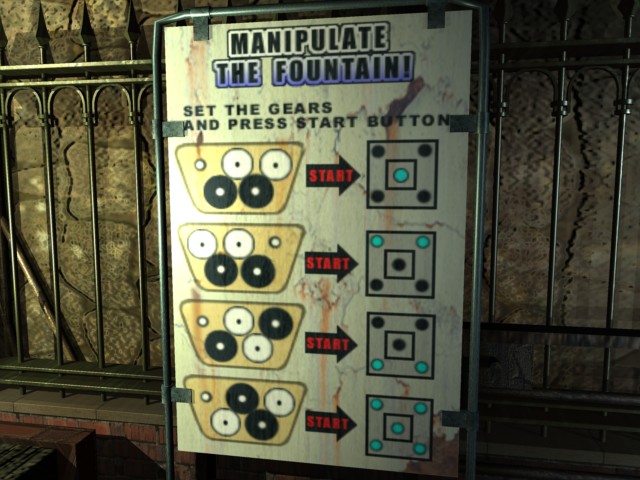 MANIPULATE
THE FOUNTAIN!
SET THE GEARS
AND PRESS START BUTTON
START
START
START
START